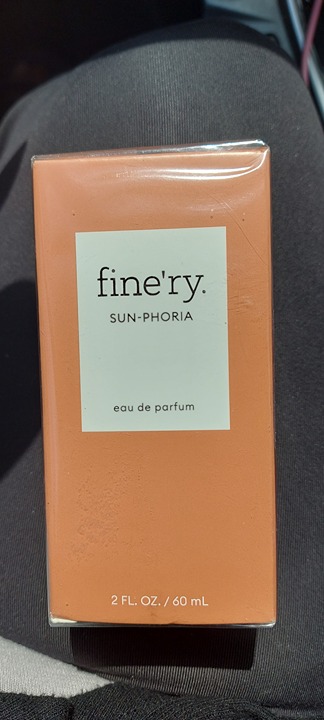 fine'ry.
SUN-PHORIA
eau de parfum
2 FL. OZ. / 60 mL